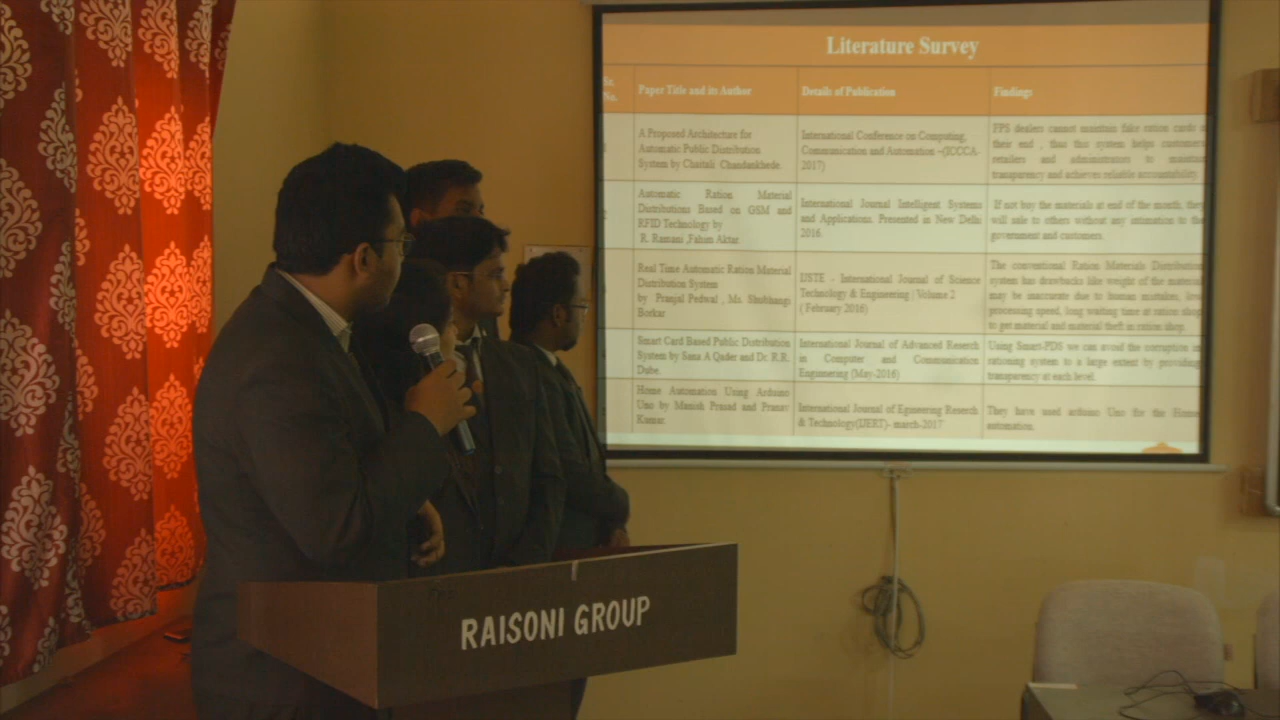 Literature Survey
Sr. No.
Paper Title and its Author
Details of Publication
Findings
1
A Proposed Architecture for
Automatic Public Distribution
System by Chaitali Chandankhede.
International Conference on Computing,
Communication and Automation –(ICCCA-
2017)
FPS dealers cannot maintain fake ration cards a
their end , thus this system helps customers
retailers and administrators to maintain
transparency and achieves reliable accountability.
2
Automatic Ration Material
Distributions Based on GSM and
RFID Technology by
R. Ramani ,Fahim Aktar
International Journal Intelligent Systems
and Applications. Presented in New Delhi
2016.
If not buy the materials at end of the month, they
will sale to others without any intimation to the
government and customers.
Real Time Automatic Ration Material
Distribution System
by Pranjal Pedwal , Ms. Shubhangi
Borkar
IJSTE - International Journal of Science
Technology & Engineering | Volume 2
( February 2016)
The conventional Ration Materials Distribution
system has drawbacks like weight of the material
may be inaccurate due to human mistakes, low
processing speed, long waiting time at ration shop
to get material and material theft in ration shop.
Smart Card Based Public Distribution
System by Sana A Qader and Dr. R.R.
Dube.
International Journal of Advanced Reserch
in Computer and Communication
Engineering (May-2016)
Using Smart-PDS we can avoid the corruption in
rationing system to a large extent by providing
transparency at each level.
Home Automation Using Arduino
Uno by Manish Prasad and Pranav
Kumar.
International Journal of Egineering Reserch
& Technology(IJERT)- march-2017
They have used arduino Uno for the Home
automation.
RAISONI GROUP